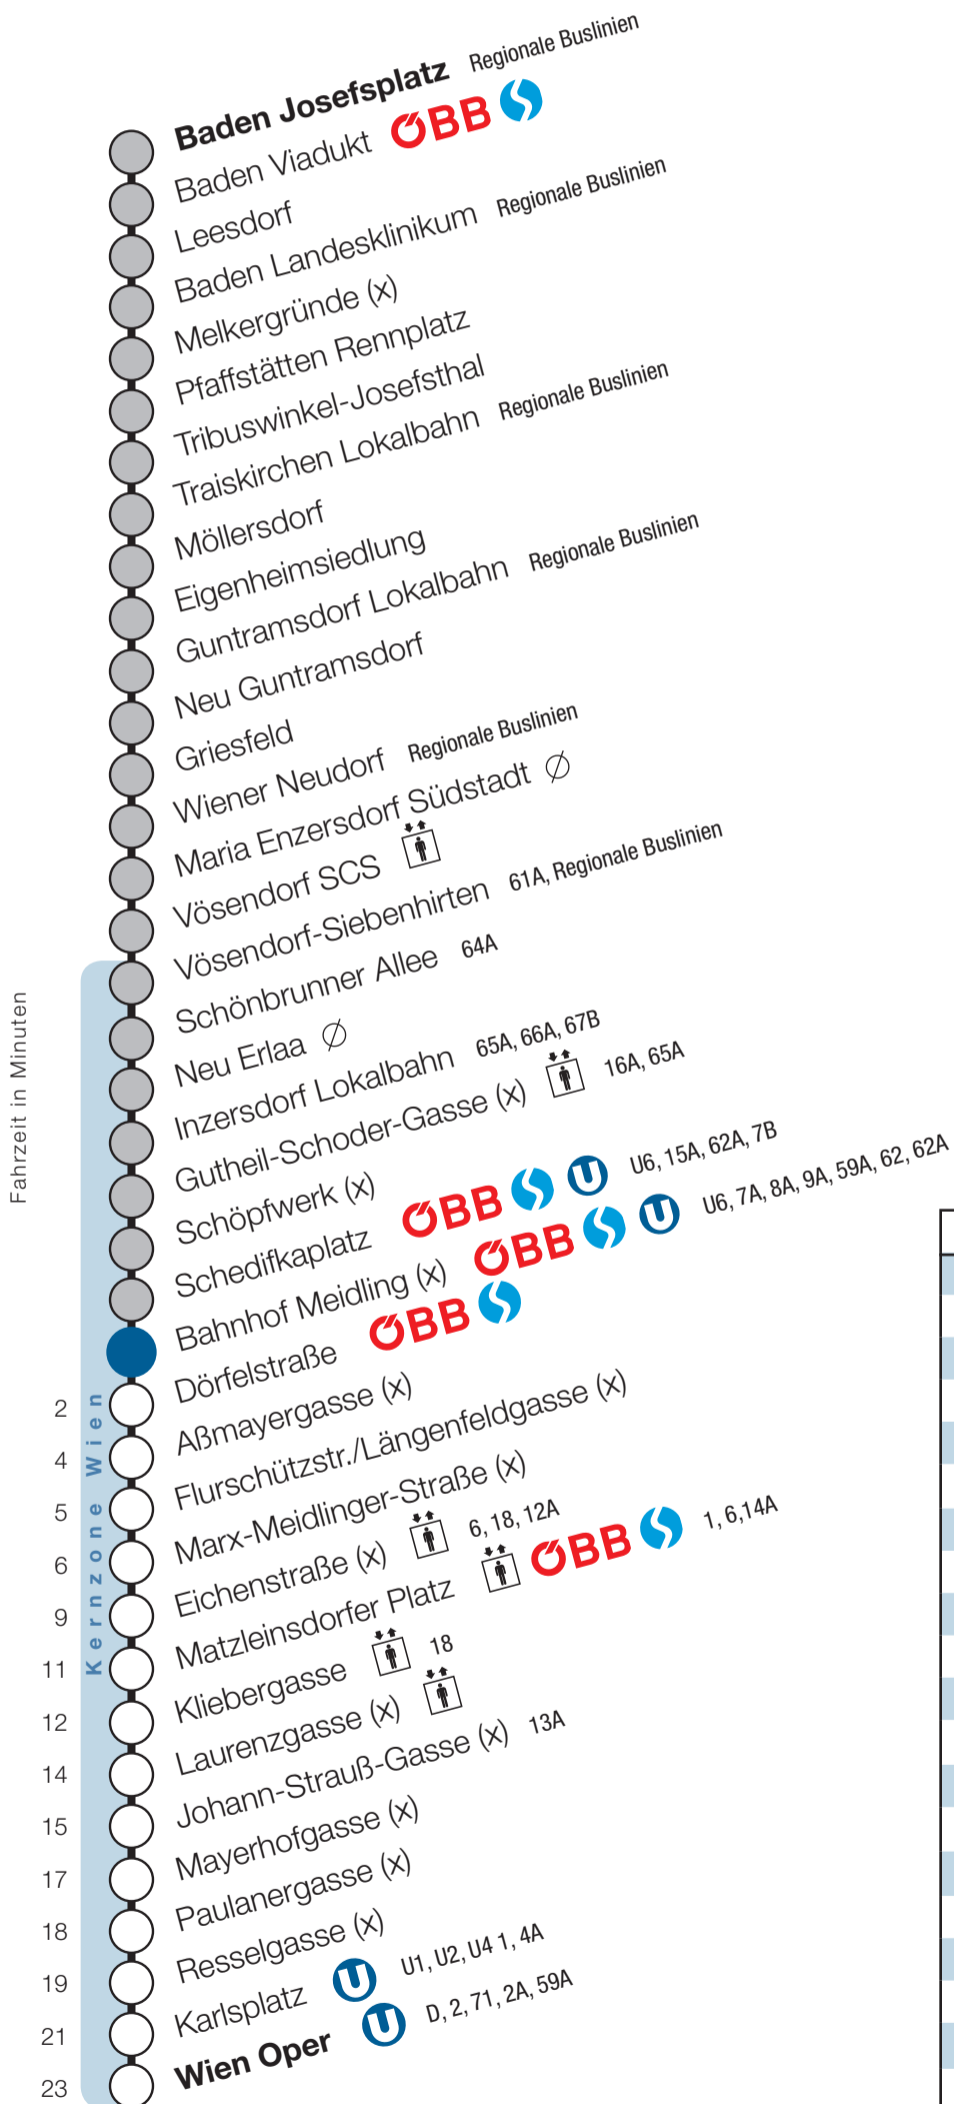 Baden Josefsplatz Regionale Buslinien
Baden Viadukt ÖBB
Leesdorf
Baden Landesklinikum Regionale Buslinien
Melkergründe (x)
Pfaffstätten Rennplatz
Tribuswinkel-Josefsthal
Traiskirchen Lokalbahn Regionale Buslinien
Möllersdorf
Eigenheimsiedlung
Guntramsdorf Lokalbahn Regionale Buslinien
Neu Guntramsdorf
Griesfeld
Wiener Neudorf Regionale Buslinien
Maria Enzersdorf Südstadt
Vösendorf SCS
Vösendorf-Siebenhirten 61A, Regionale Buslinien
Schönbrunner Allee 64A
Neu Erlaa
Inzersdorf Lokalbahn 65A, 66A, 67B
Gutheil-Schoder-Gasse (x) 16A, 65A
Schöpfwerk (x)
Schedifkaplatz ÖBB U U6, 15A, 62A, 7B
Bahnhof Meidling (x) ÖBB U U6, 7A, 8A, 9A, 59A, 62, 62A
Dörfelstraße ÖBB
2 Aßmayergasse (x)
4 Flurschützstr./Längenfeldgasse (x)
5 Marx-Meidlinger-Straße (x)
6 Eichenstraße (x) 6, 18, 12A
9 Matzleinsdorfer Platz ÖBB 1, 6,14A
11 Kliebergasse 18
12 Laurenzgasse (x)
14 Johann-Strauß-Gasse (x) 13A
15 Mayerhofgasse (x)
17 Paulanergasse (x)
18 Resselgasse (x)
19 Karlsplatz U U1, U2, U4 1, 4A
21 Wien Oper U D, 2, 71, 2A, 59A
23
Fahrzeit in Minuten
Kernzone Wien